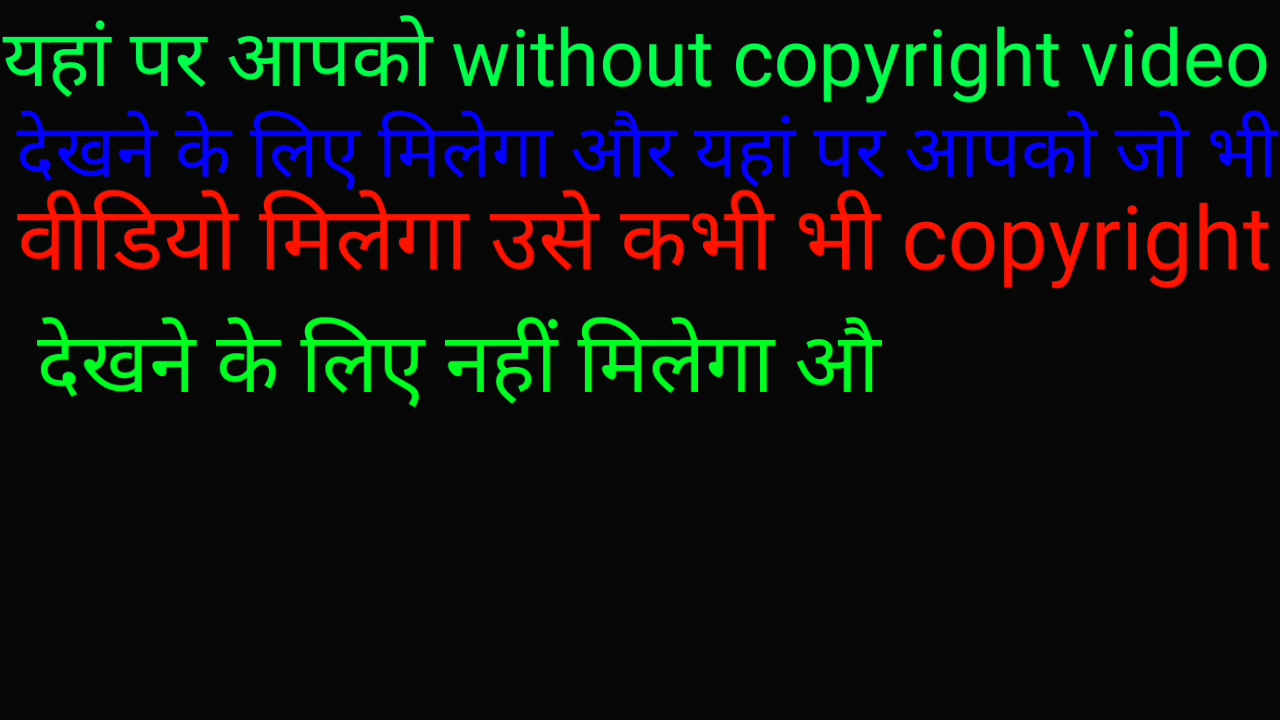 यहां पर आपको without copyright video
देखने के लिए मिलेगा और यहां पर आपको जो भी
वीडियो मिलेगा उसे कभी भी copyright
देखने के लिए नहीं मिलेगा औ